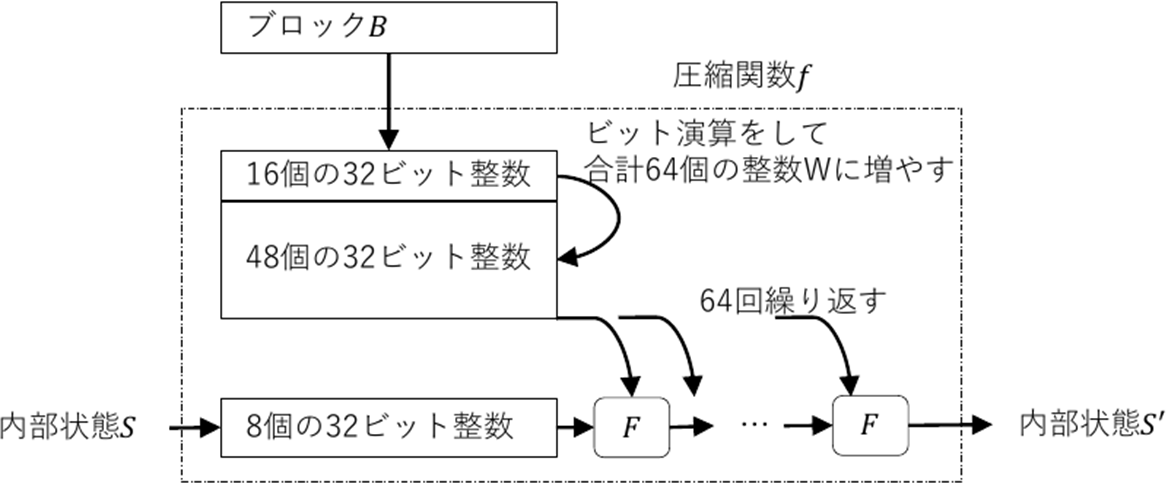 ブロックB
圧縮関数f
ビット演算をして
合計64個の整数Wに増やす
16個の32ビット整数
48個の32ビット整数
64回繰り返す
内部状態S
8個の32ビット整数
F
…
F
内部状態S′